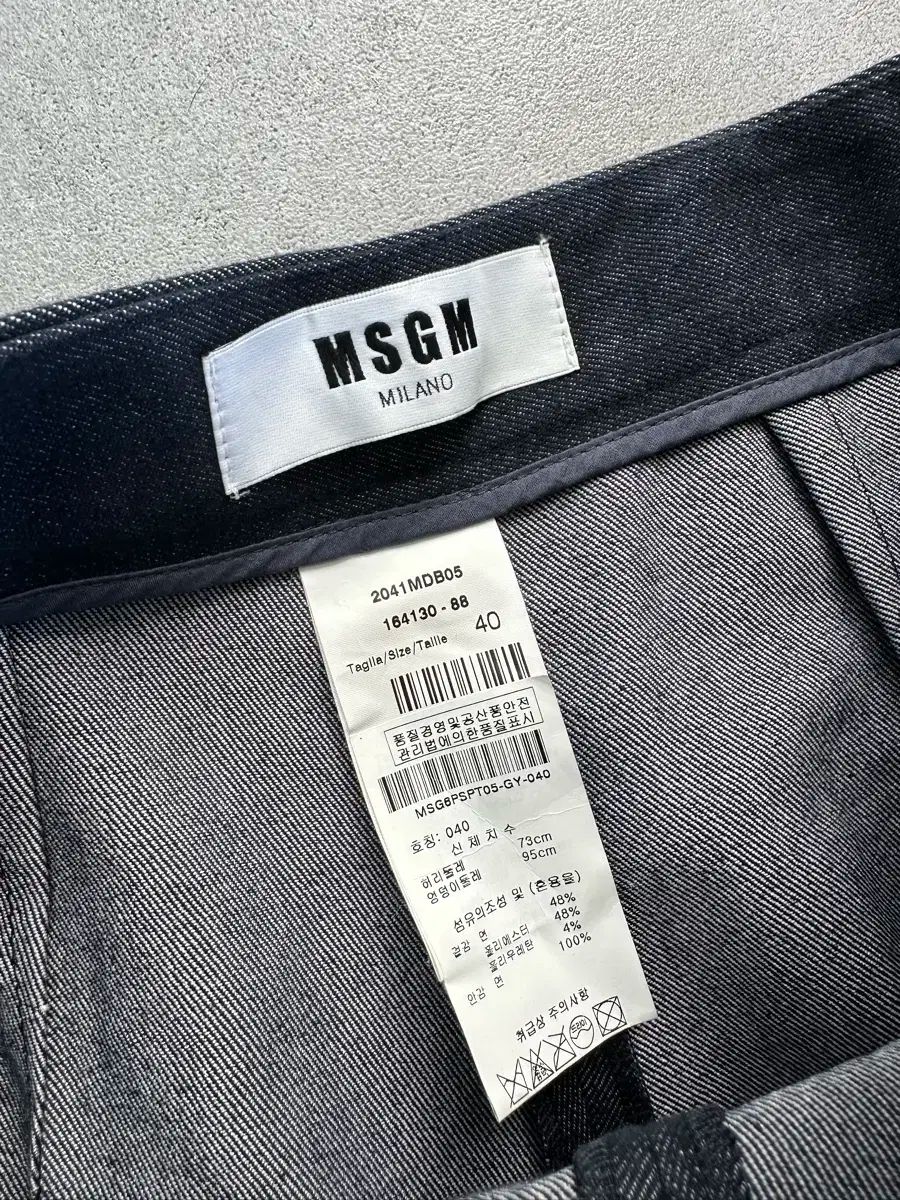 MSGM
MILANO
2041MDB05
164130 - 88
Taglia/Size/Taille 40
품질경영및공산품안전
관리법에의한품질표시
MSG6PSPT05-GY-040
호칭: 040
신체치수
허리둘레 73cm
엉덩이둘레 95cm
섬유의조성 및 (혼용율)
겉감 면 48%
폴리에스터 48%
폴리우레탄 4%
안감 면 100%
취급상 주의사항